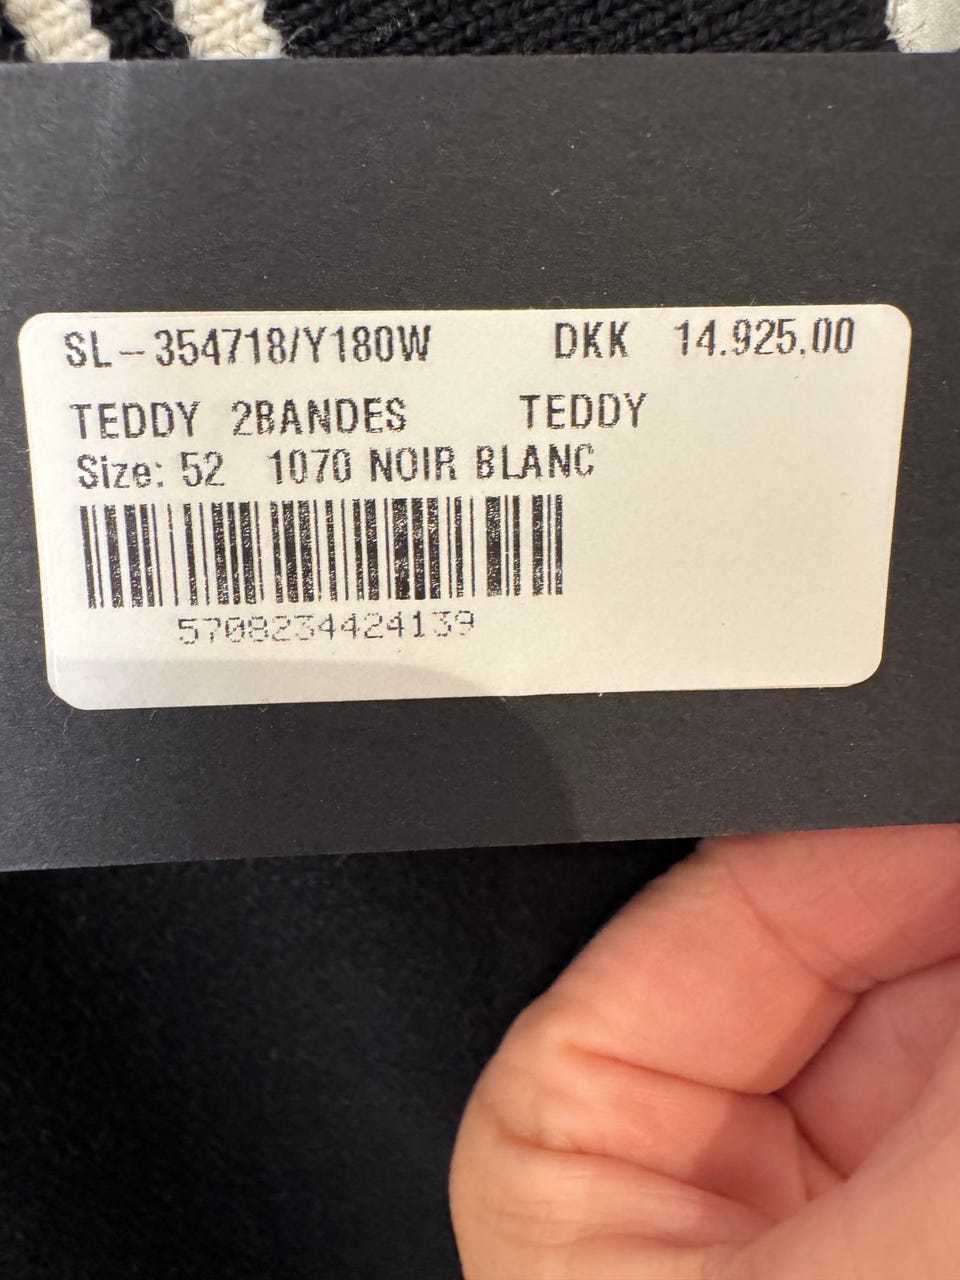 SL-354718/Y180W DKK 14.925,00
TEDDY 2BANDES TEDDY
Size: 52 1070 NOIR BLANC
5708234424139